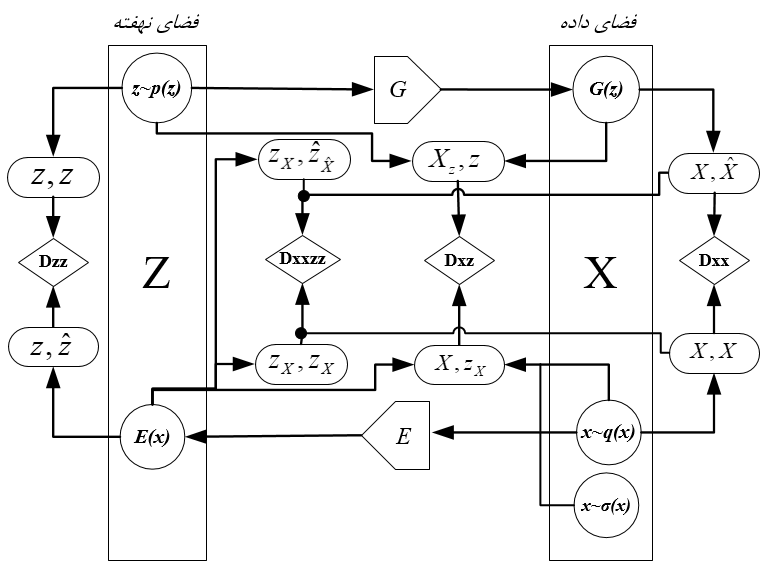 فضای نهفته
فضای داده
z~p(z)
G
G(z)
z_X, ẑ_X̂
X_z, z
X, X̂
Z, Z
Dzz
Z
Dxxzz
Dxz
X
Dxx
z, ẑ
z_X, z_X
X, z_X
X, X
E(x)
E
x~q(x)
x~σ(x)